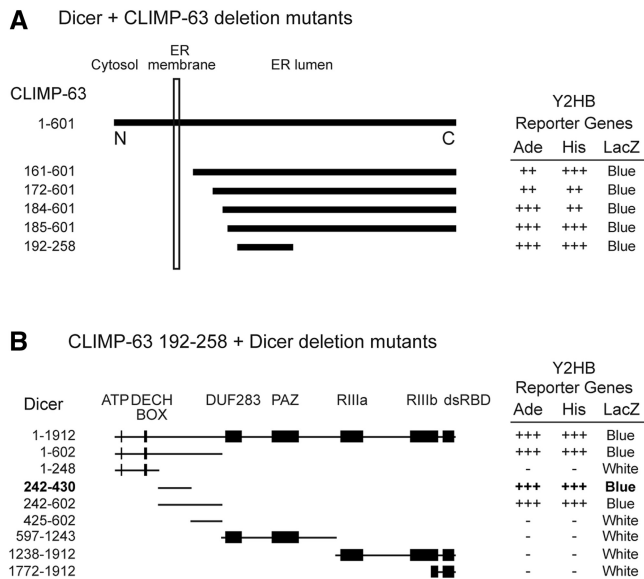 A Dicer + CLIMP-63 deletion mutants
ER
Cytosol membrane ER lumen
CLIMP-63
Y2HB
1-601 Reporter Genes
N C Ade His LacZ
161-601 ++ +++ Blue
172-601 ++ ++ Blue
184-601 +++ ++ Blue
185-601 +++ +++ Blue
192-258 +++ +++ Blue
B CLIMP-63 192-258 + Dicer deletion mutants
Y2HB
Reporter Genes
Dicer ATP DECH BOX DUF283 PAZ RIIIa RIIIb dsRBD Ade His LacZ
1-1912 +++ +++ Blue
1-602 +++ +++ Blue
1-248 - - White
242-430 +++ +++ Blue
242-602 +++ +++ Blue
425-602 - - White
597-1243 - - White
1238-1912 - - White
1772-1912 - - White